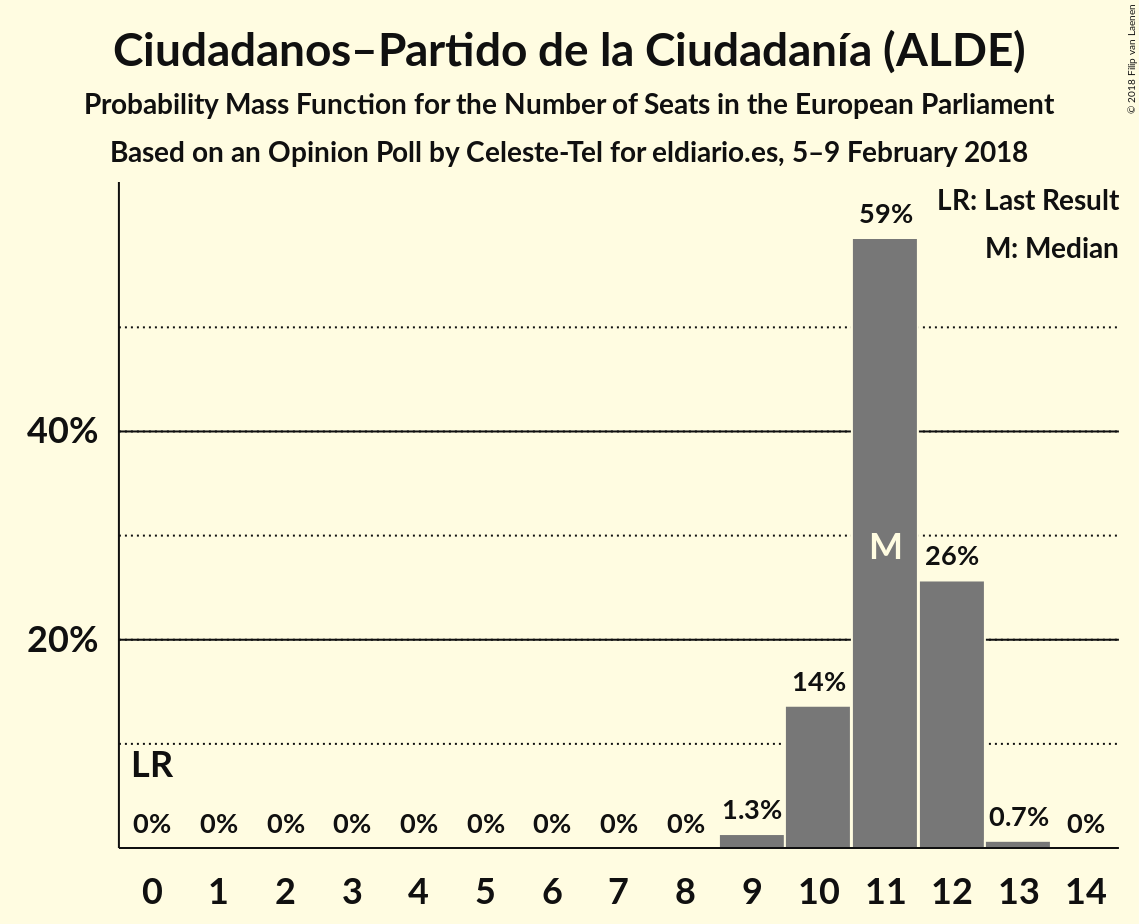 Ciudadanos–Partido de la Ciudadanía (ALDE)
Probability Mass Function for the Number of Seats in the European Parliament
Based on an Opinion Poll by Celeste-Tel for eldiario.es, 5–9 February 2018
© 2018 Filip van Laenen
LR: Last Result
M: Median
59%
40%
M
26%
20%
14%
LR
0% 0% 0% 0% 0% 0% 0% 0% 0% 1.3% 0.7% 0%
0 1 2 3 4 5 6 7 8 9 10 11 12 13 14